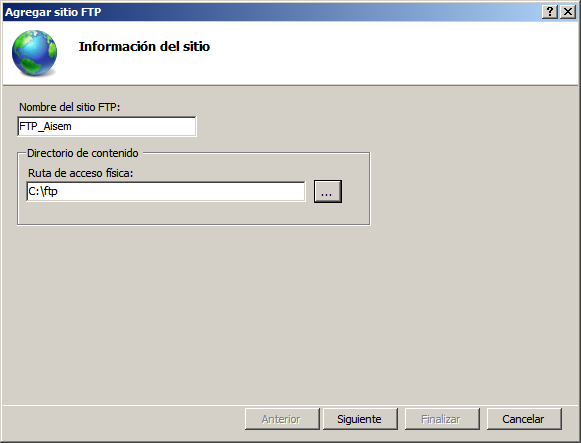 Agregar sitio FTP
Información del sitio
Nombre del sitio FTP:
FTP_Aisem
Directorio de contenido
Ruta de acceso física:
C:\ftp
...
Anterior Siguiente Finalizar Cancelar